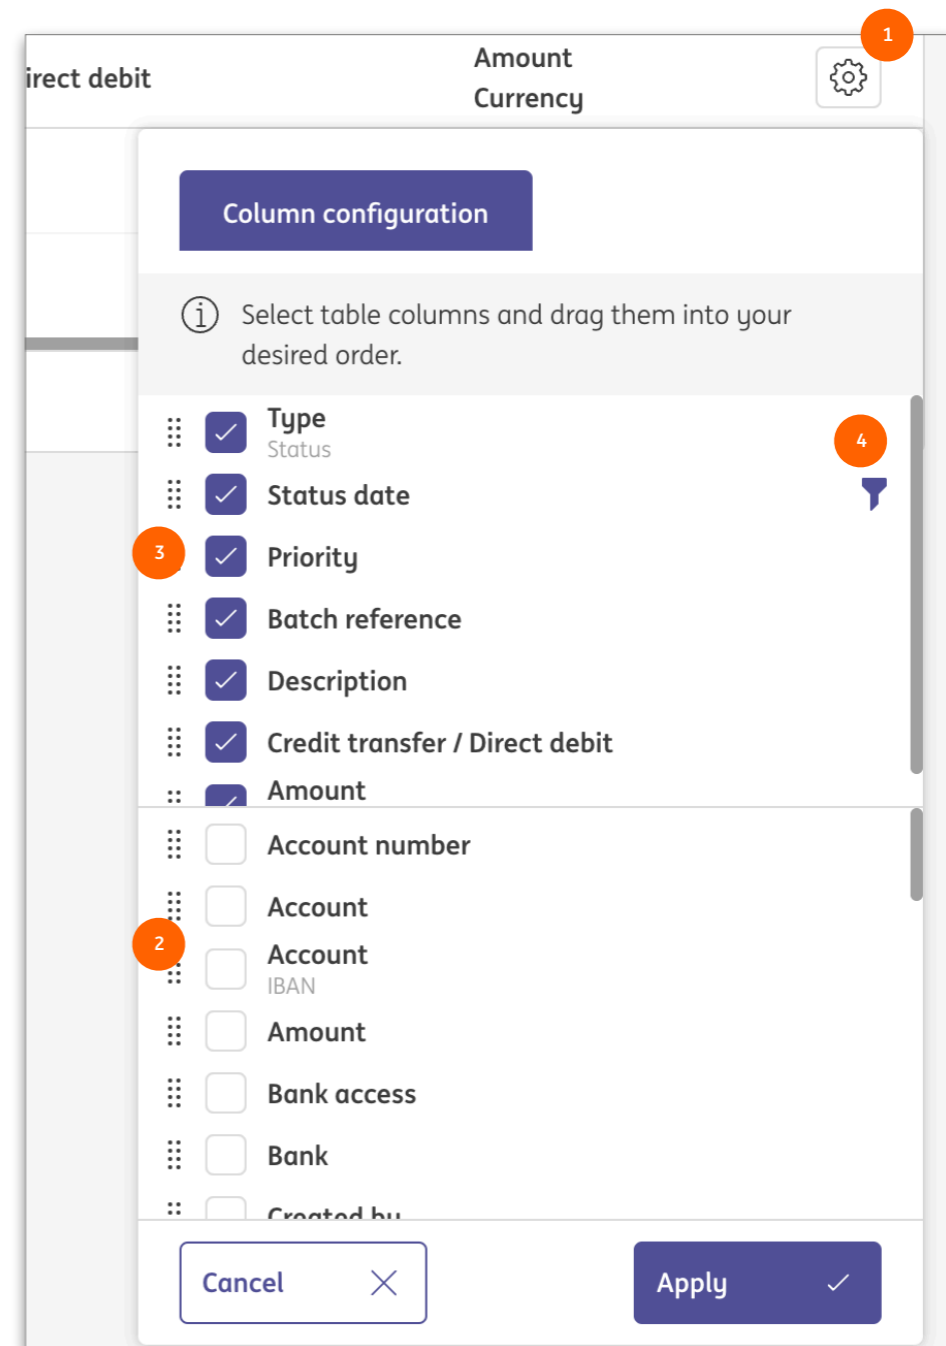 1
irect debit
Amount
Currency
Column configuration
Select table columns and drag them into your
desired order.
Type
Status
4
Status date
3
Priority
Batch reference
Description
Credit transfer / Direct debit
Amount
Account number
Account
2
Account
IBAN
Amount
Bank access
Bank
Created by
Cancel
Apply